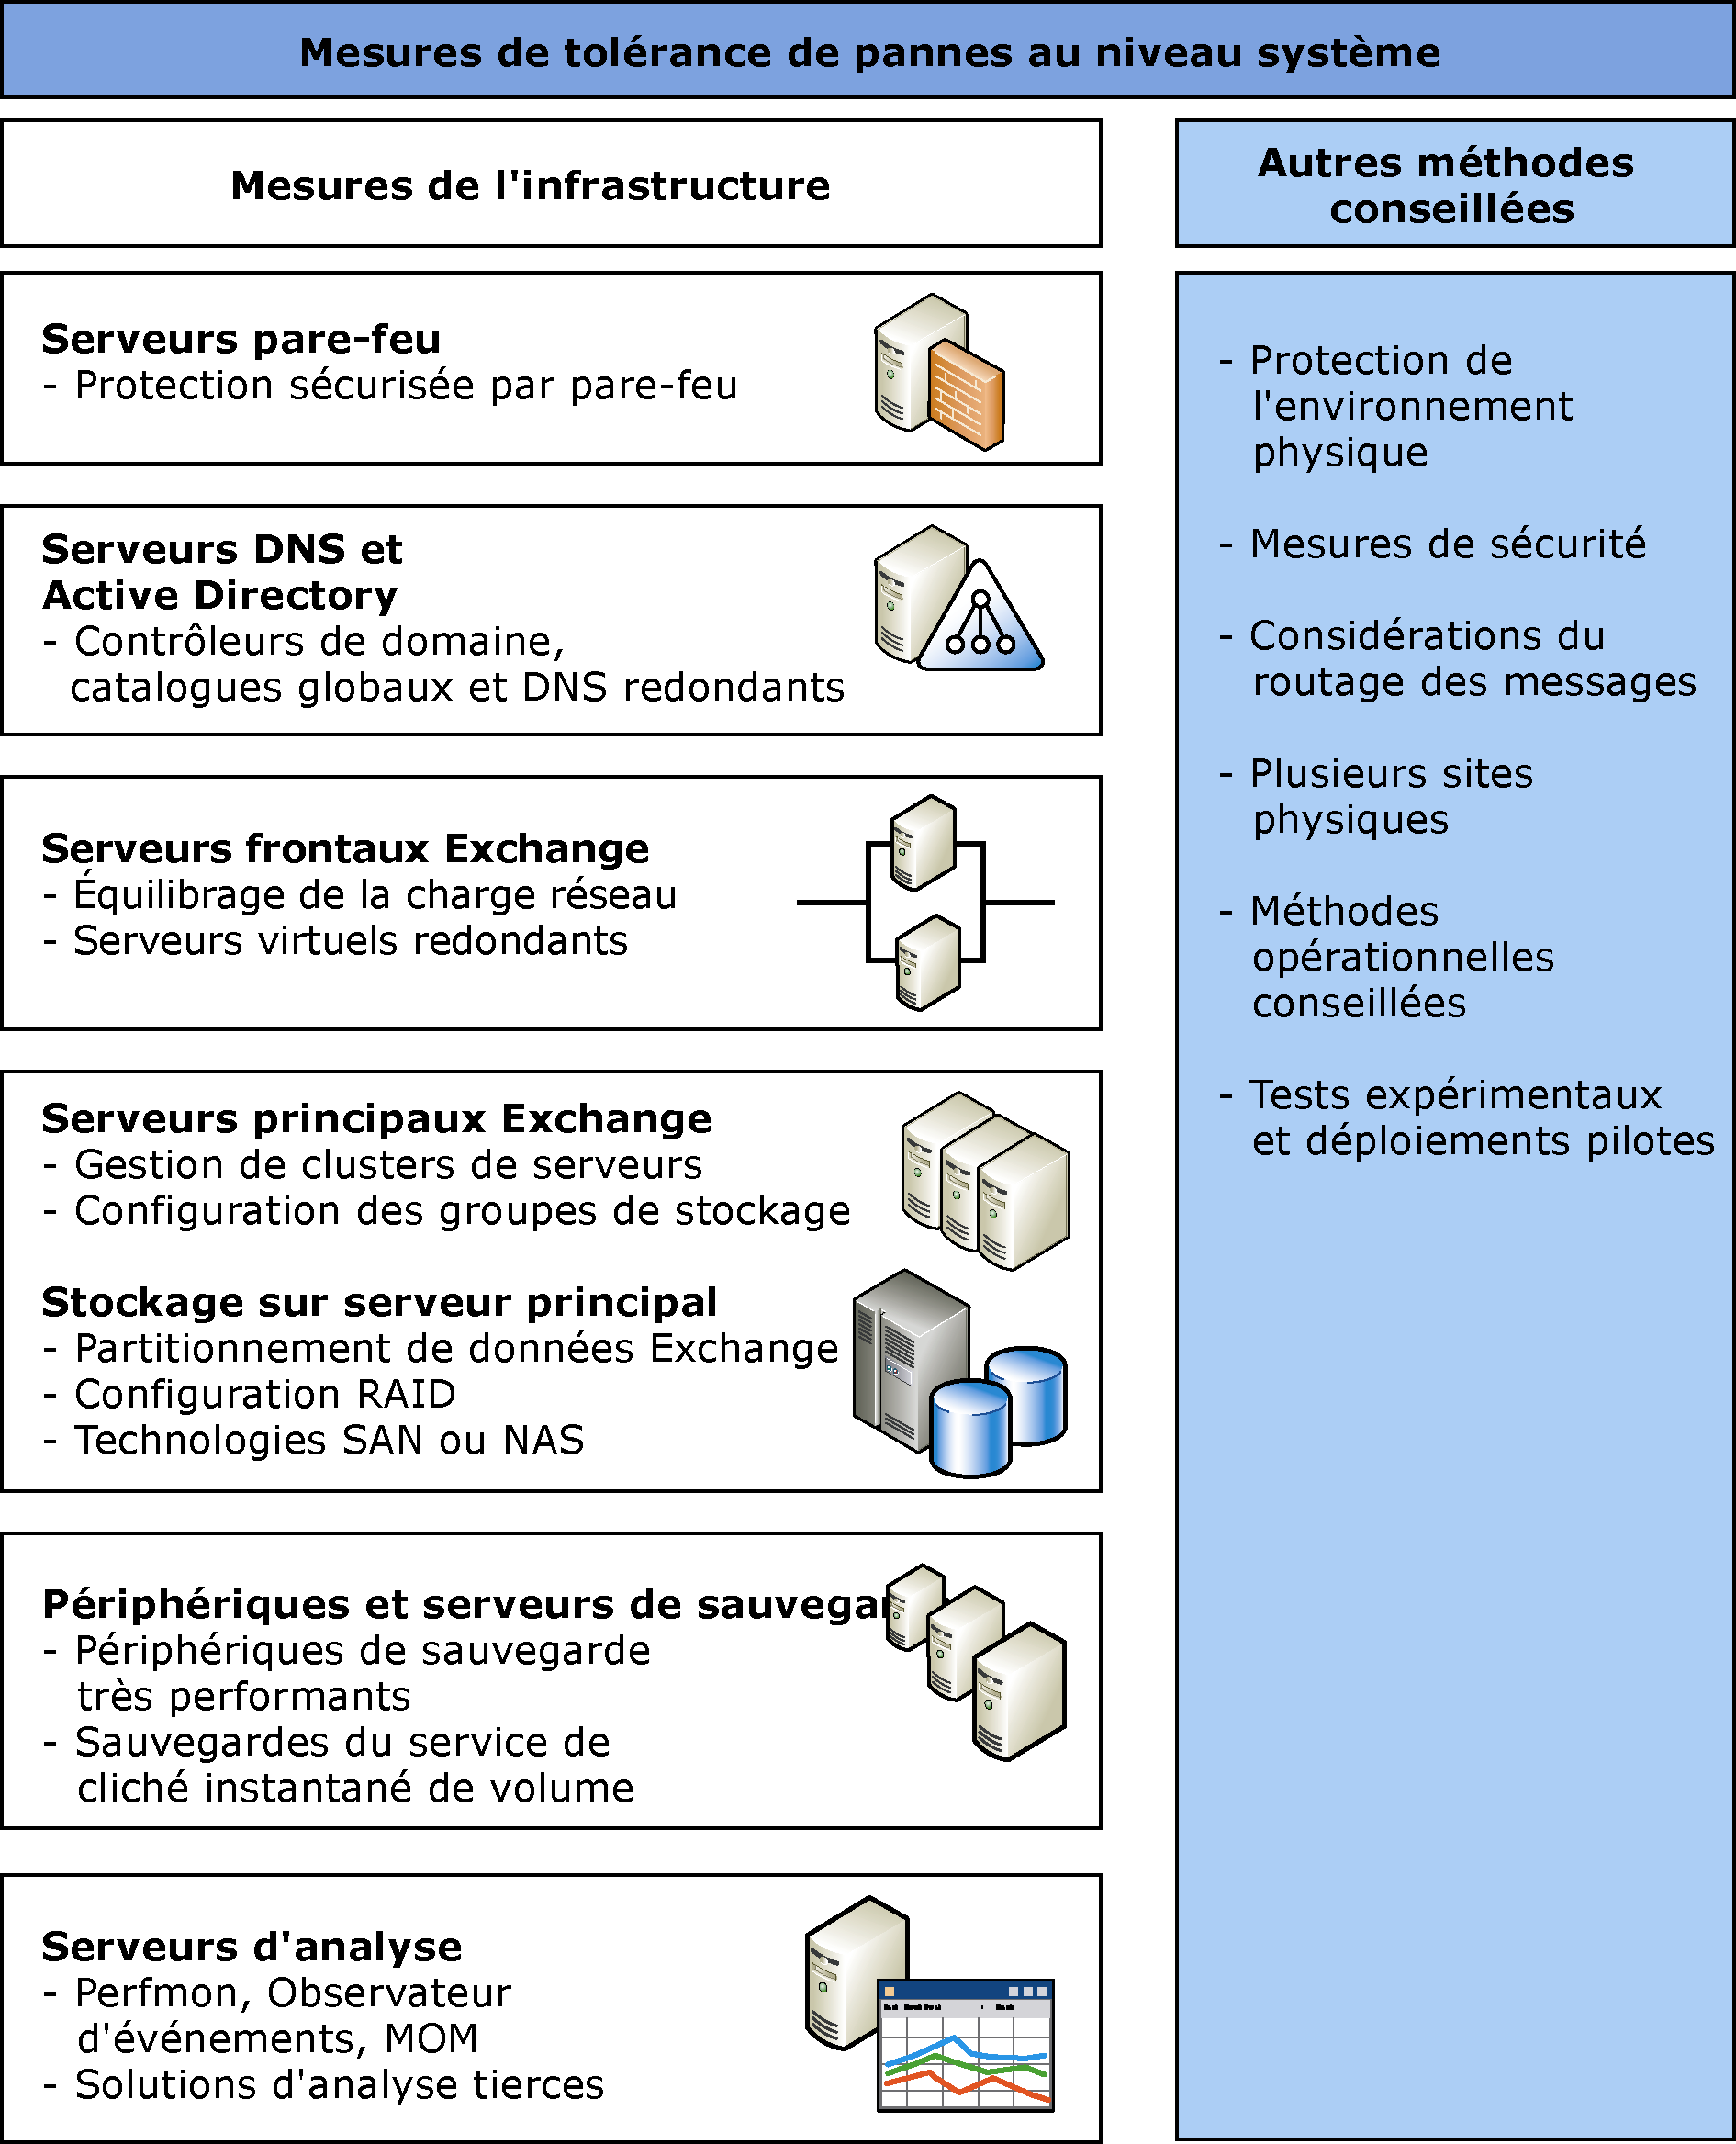 Mesures de tolérance de pannes au niveau système
Mesures de l'infrastructure
Serveurs pare-feu
- Protection sécurisée par pare-feu
Serveurs DNS et
Active Directory
- Contrôleurs de domaine,
catalogues globaux et DNS redondants
Serveurs frontaux Exchange
- Équilibrage de la charge réseau
- Serveurs virtuels redondants
Serveurs principaux Exchange
- Gestion de clusters de serveurs
- Configuration des groupes de stockage
Stockage sur serveur principal
- Partitionnement de données Exchange
- Configuration RAID
- Technologies SAN ou NAS
Périphériques et serveurs de
- Périphériques de sauvegarde
très performants
- Sauvegardes du service de
cliché instantané de volume
Serveurs d'analyse
- Perfmon, Observateur
d'événements, MOM
- Solutions d'analyse tierces
Autres méthodes
conseillées
- Protection de
l'environnement
physique
- Mesures de sécurité
- Considérations du
routage des messages
- Plusieurs sites
physiques
- Méthodes
opérationnelles
conseillées
- Tests expérimentaux
et déploiements pilotes